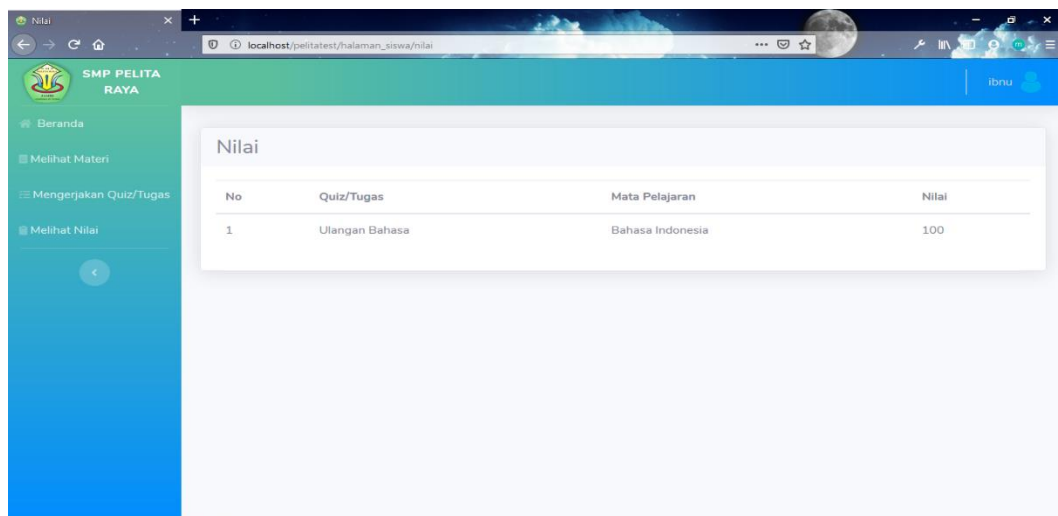 Nilai
localhost/pelitatest/halaman_siswa/nilai
SMP PELITA
RAYA
ibnu
Beranda
Melihat Materi
Mengerjakan Quiz/Tugas
Melihat Nilai
Nilai
No Quiz/Tugas Mata Pelajaran Nilai
1 Ulangan Bahasa Bahasa Indonesia 100